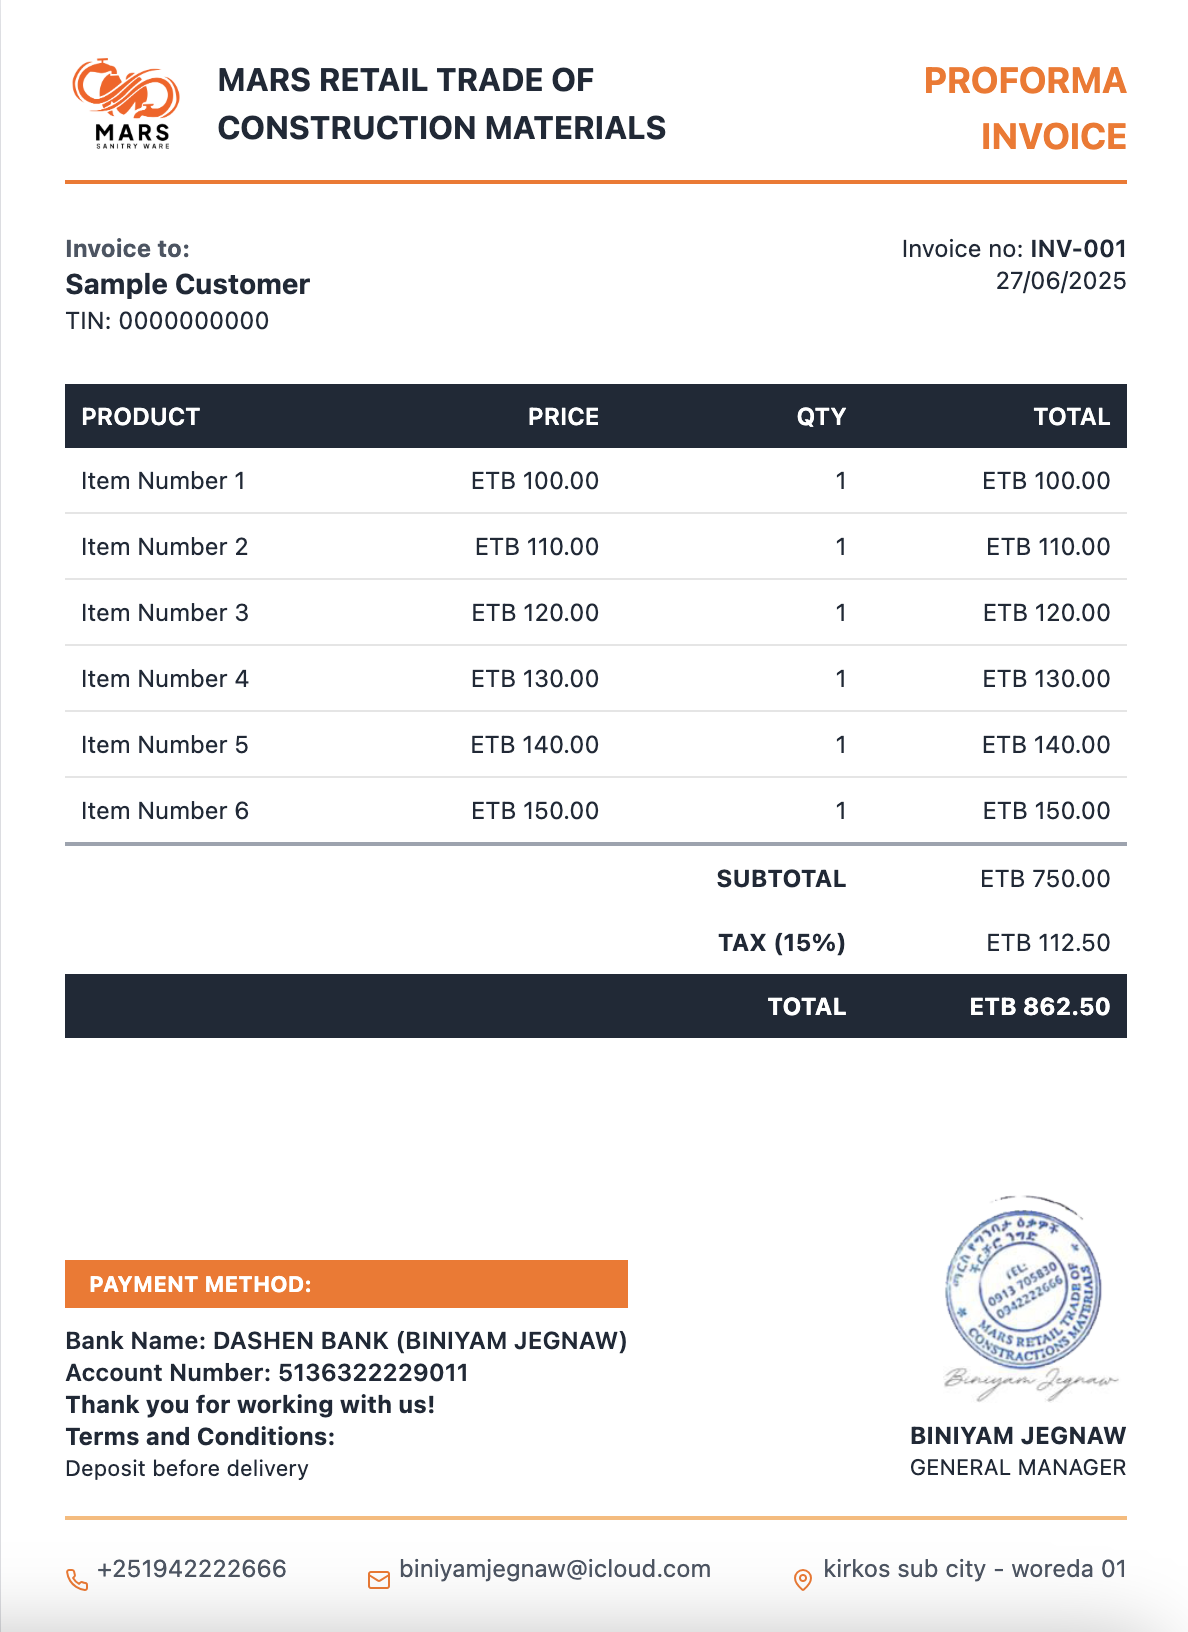 MARS
SANITRY WARE
MARS RETAIL TRADE OF
CONSTRUCTION MATERIALS
PROFORMA
INVOICE
Invoice to:
Sample Customer
TIN: 0000000000
Invoice no: INV-001
27/06/2025
PRODUCT PRICE QTY TOTAL
Item Number 1 ETB 100.00 1 ETB 100.00
Item Number 2 ETB 110.00 1 ETB 110.00
Item Number 3 ETB 120.00 1 ETB 120.00
Item Number 4 ETB 130.00 1 ETB 130.00
Item Number 5 ETB 140.00 1 ETB 140.00
Item Number 6 ETB 150.00 1 ETB 150.00
SUBTOTAL ETB 750.00
TAX (15%) ETB 112.50
TOTAL ETB 862.50
PAYMENT METHOD:
Bank Name: DASHEN BANK (BINIYAM JEGNAW)
Account Number: 5136322229011
Thank you for working with us!
Terms and Conditions:
Deposit before delivery
TEL:
0913 705830
0942222666
MARS RETAIL TRADE OF
CONSTRACTIONS MATERIALS
Biniyam Jegnaw
BINIYAM JEGNAW
GENERAL MANAGER
+251942222666
biniyamjegnaw@icloud.com
kirkos sub city - woreda 01